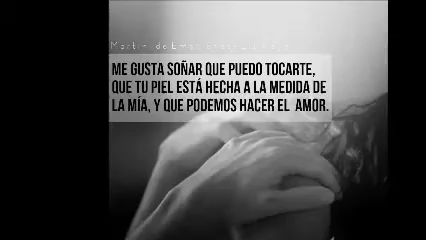 ME GUSTA SOÑAR QUE PUEDO TOCARTE,
QUE TU PIEL ESTÁ HECHA A LA MEDIDA DE
LA MÍA, Y QUE PODEMOS HACER EL AMOR.